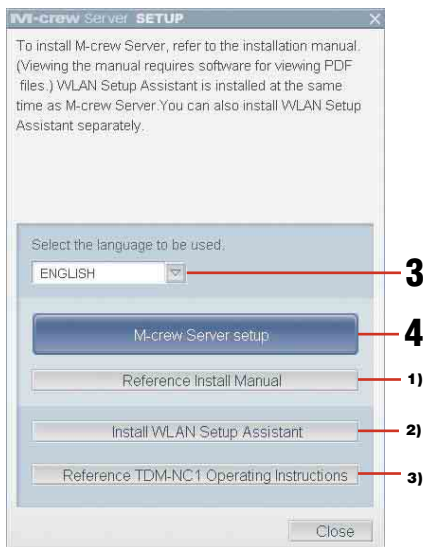 M-crew Server SETUP
To install M-crew Server, refer to the installation manual.
(Viewing the manual requires software for viewing PDF
files.) WLAN Setup Assistant is installed at the same
time as M-crew Server.You can also install WLAN Setup
Assistant separately.
Select the language to be used.
ENGLISH
3
M-crew Server setup
4
Reference Install Manual
1)
Install WLAN Setup Assistant
2)
Reference TDM-NC1 Operating Instructions
3)
Close